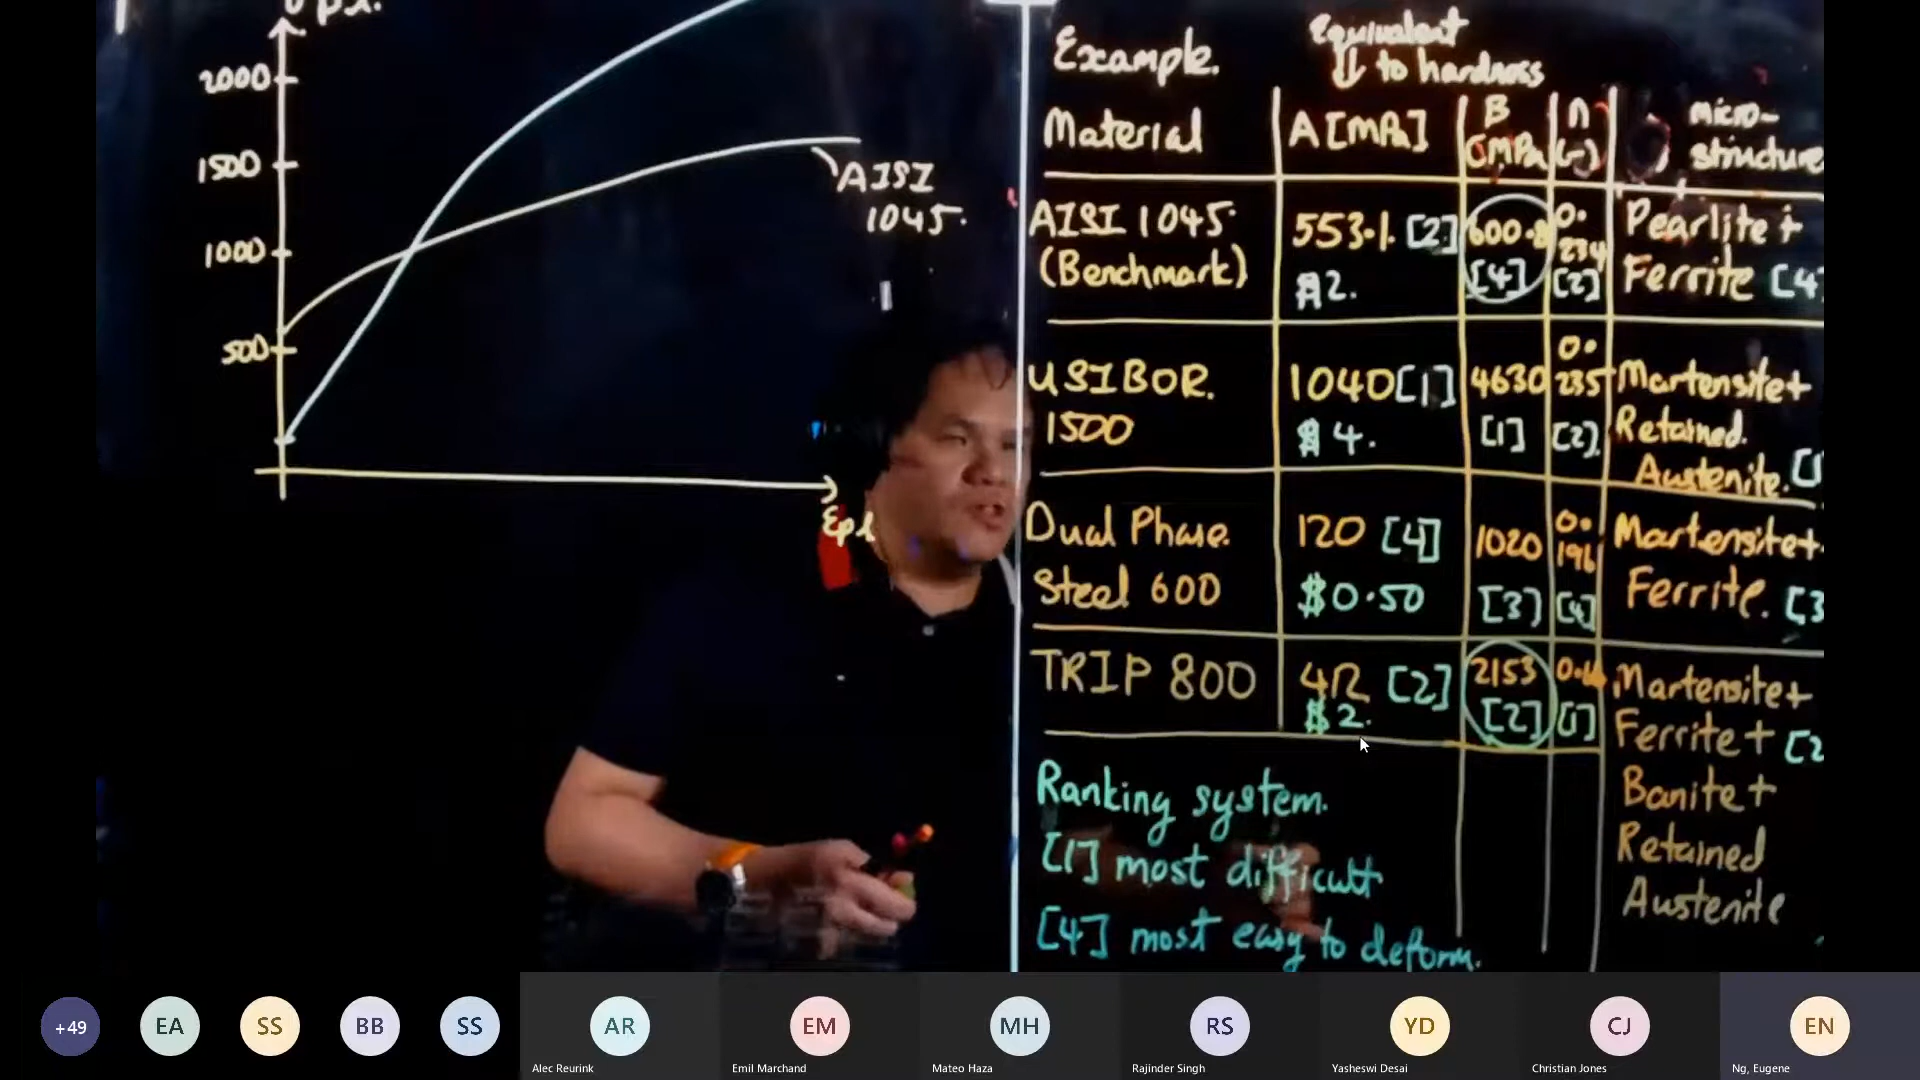 2000
1500
1000
500
AISI
1045.
Example.
Equivalent
to hardness
Material
A [MPa]
B
[MPa]
n
(-)
micro-
structure
AISI 1045.
(Benchmark)
553.1. [2]
$2.
[4]
0.
234
[2]
Pearlite +
Ferrite [4
USIBOR.
1500
1040 [1]
$4.
4630
[1]
0.
235
[2].
Martensite +
Retained.
Austenite.
Dual Phase.
Steel 600
120 [4]
$0.50
1020
[3]
0.
196
[4]
Martensite +
Ferrite. [3
TRIP 800
[2]
$2.
2153
[2]
[1]
Martensite +
Ferrite + [2
Banite +
Retained
Austenite
Ranking system.
[1] most difficult
[4] most easy to deform.
+49
EA
SS
BB
SS
AR
EM
MH
RS
YD
CJ
EN
Alec Reurink
Emil Marchand
Mateo Haza
Rajinder Singh
Yasheswi Desai
Christian Jones
Ng, Eugene